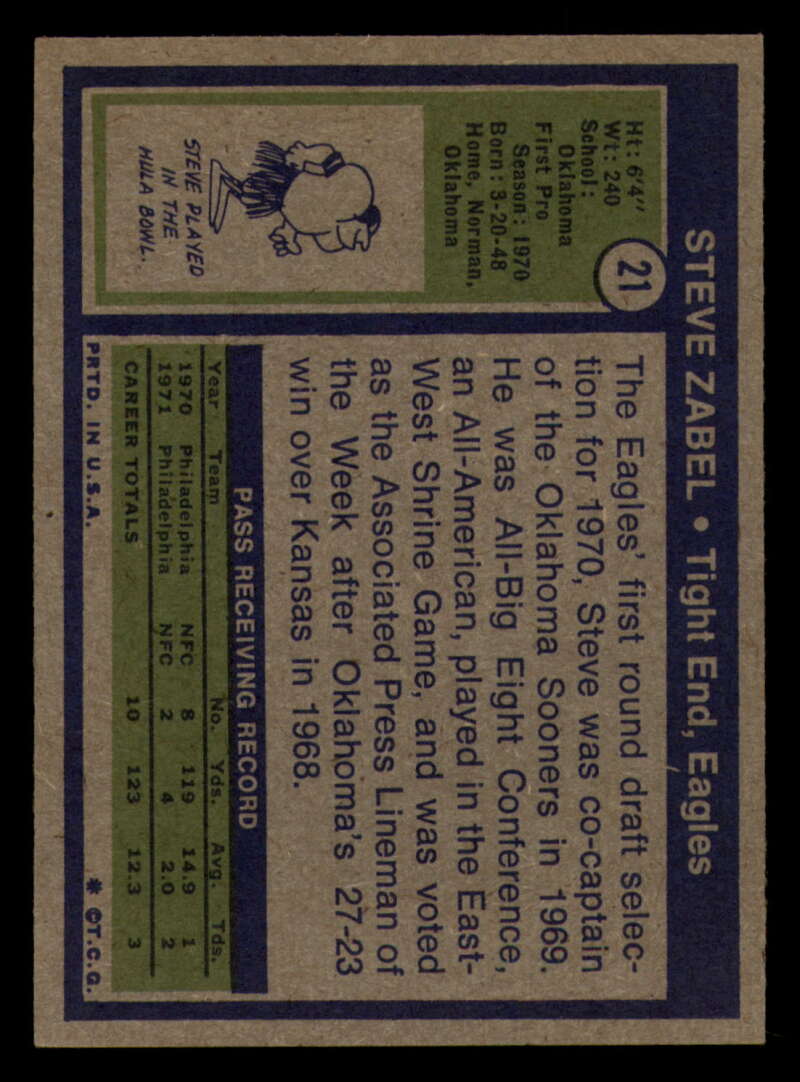 STEVE ZABEL • Tight End, Eagles
21
Ht: 6'4"
Wt: 240
School:
Oklahoma
First Pro
Season: 1970
Born: 3-20-48
Home, Norman,
Oklahoma
STEVE PLAYED
IN THE
HULA BOWL.
The Eagles' first round draft selec-
tion for 1970, Steve was co-captain
of the Oklahoma Sooners in 1969.
He was All-Big Eight Conference,
an All-American, played in the East-
West Shrine Game, and was voted
as the Associated Press Lineman of
the Week after Oklahoma's 27-23
win over Kansas in 1968.
PASS RECEIVING RECORD
Year Team No. Yds. Avg. Tds.
1970 Philadelphia NFC 8 119 14.9 1
1971 Philadelphia NFC 2 4 2.0 2
CAREER TOTALS 10 123 12.3 3
PRTD. IN U.S.A. * ©T.C.G.